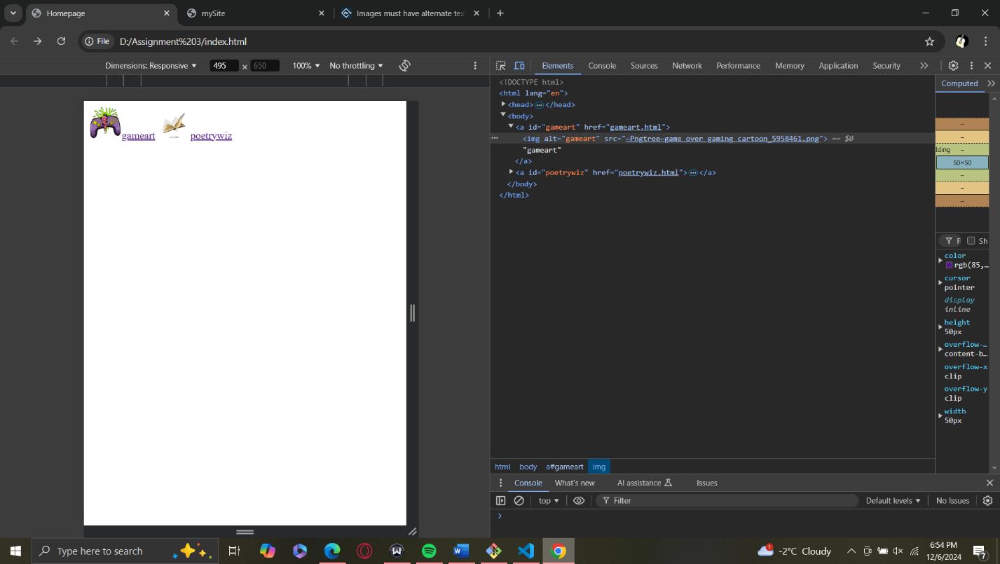 Homepage
mySite
Images must have alternate tex
File
D:/Assignment%203/index.html
Dimensions: Responsive
495
×
650
100%
No throttling
Elements
Console
Sources
Network
Performance
Memory
Application
Security
gameart
poetrywiz
<!DOCTYPE html>
<html lang="en">
<head>…</head>
<body>
<a id="gameart" href="gameart.html">
<img alt="gameart" src="—Pngtree—game over gaming cartoon_5958461.png"> == $0
"gameart"
</a>
<a id="poetrywiz" href="poetrywiz.html">…</a>
</body>
</html>
Computed
–
–
dding –
50×50
–
–
–
F
Sh
color
rgb(85,…
cursor
pointer
display
inline
height
50px
overflow-…
content-b…
overflow-x
clip
overflow-y
clip
width
50px
html body a#gameart img
Console
What's new
AI assistance
Issues
top
Filter
Default levels
No Issues
Type here to search
1
-2°C Cloudy
6:54 PM
12/6/2024
7